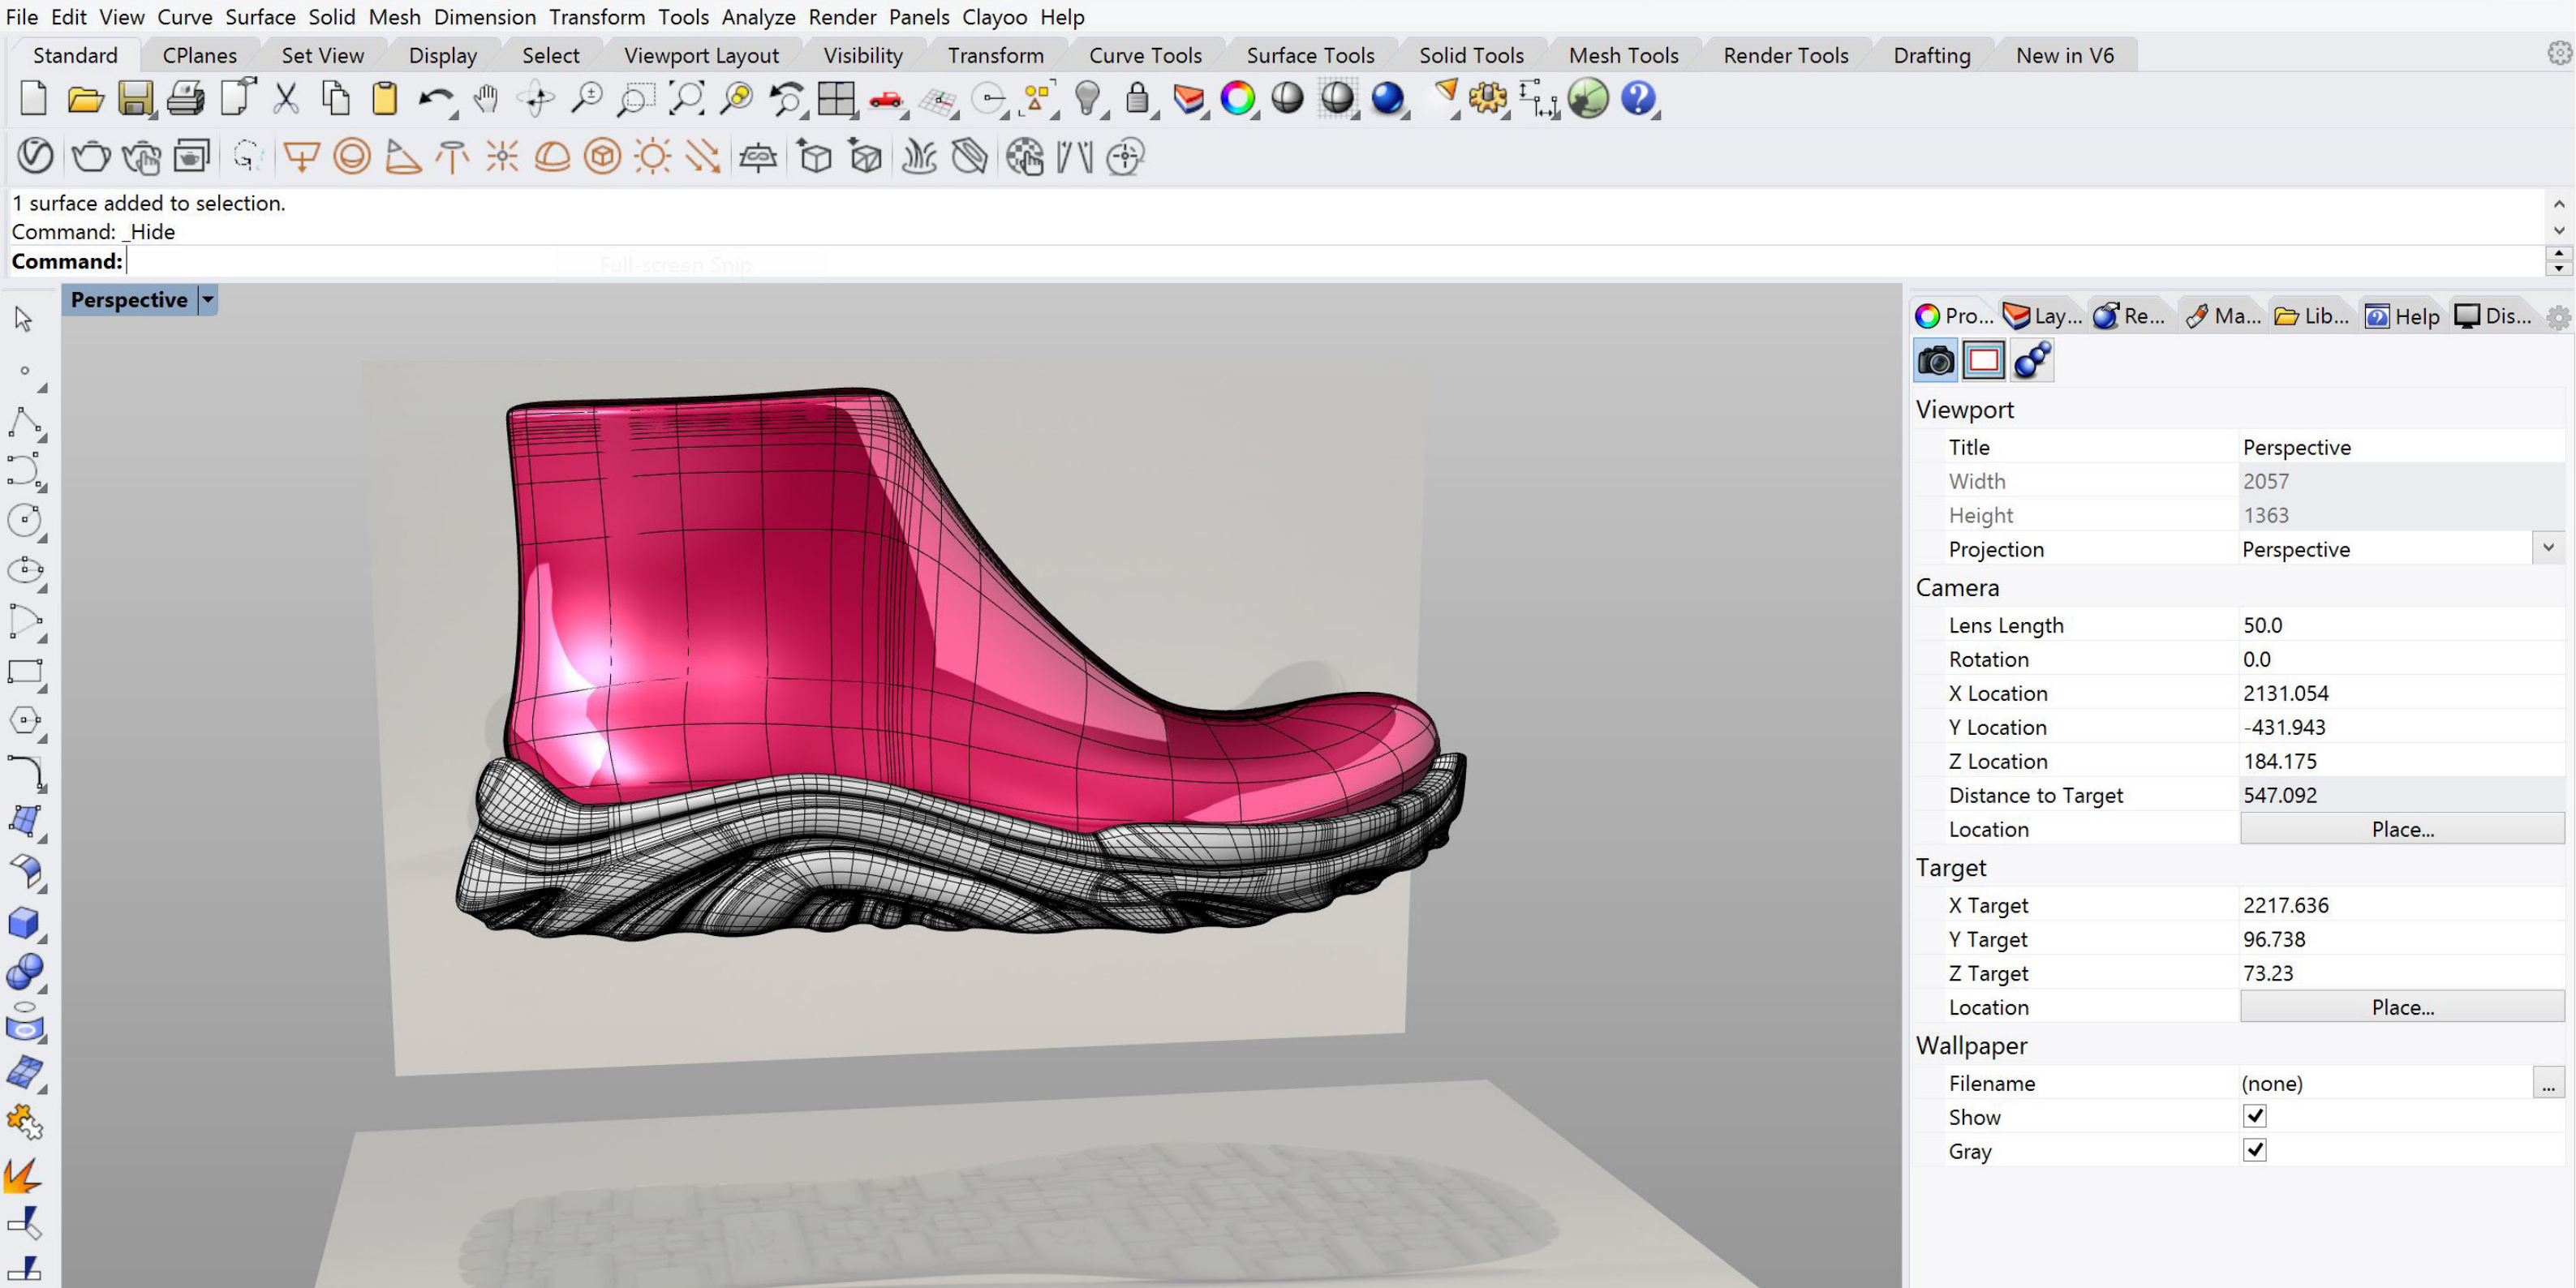 File Edit View Curve Surface Solid Mesh Dimension Transform Tools Analyze Render Panels Clayoo Help
Standard CPlanes Set View Display Select Viewport Layout Visibility Transform Curve Tools Surface Tools Solid Tools Mesh Tools Render Tools Drafting New in V6
1 surface added to selection.
Command: _Hide
Command:
Full-screen Snip
Perspective
Pro... Lay... Re... Ma... Lib... Help Dis...
Viewport
Title Perspective
Width 2057
Height 1363
Projection Perspective
Camera
Lens Length 50.0
Rotation 0.0
X Location 2131.054
Y Location -431.943
Z Location 184.175
Distance to Target 547.092
Location Place...
Target
X Target 2217.636
Y Target 96.738
Z Target 73.23
Location Place...
Wallpaper
Filename (none) ...
Show
Gray